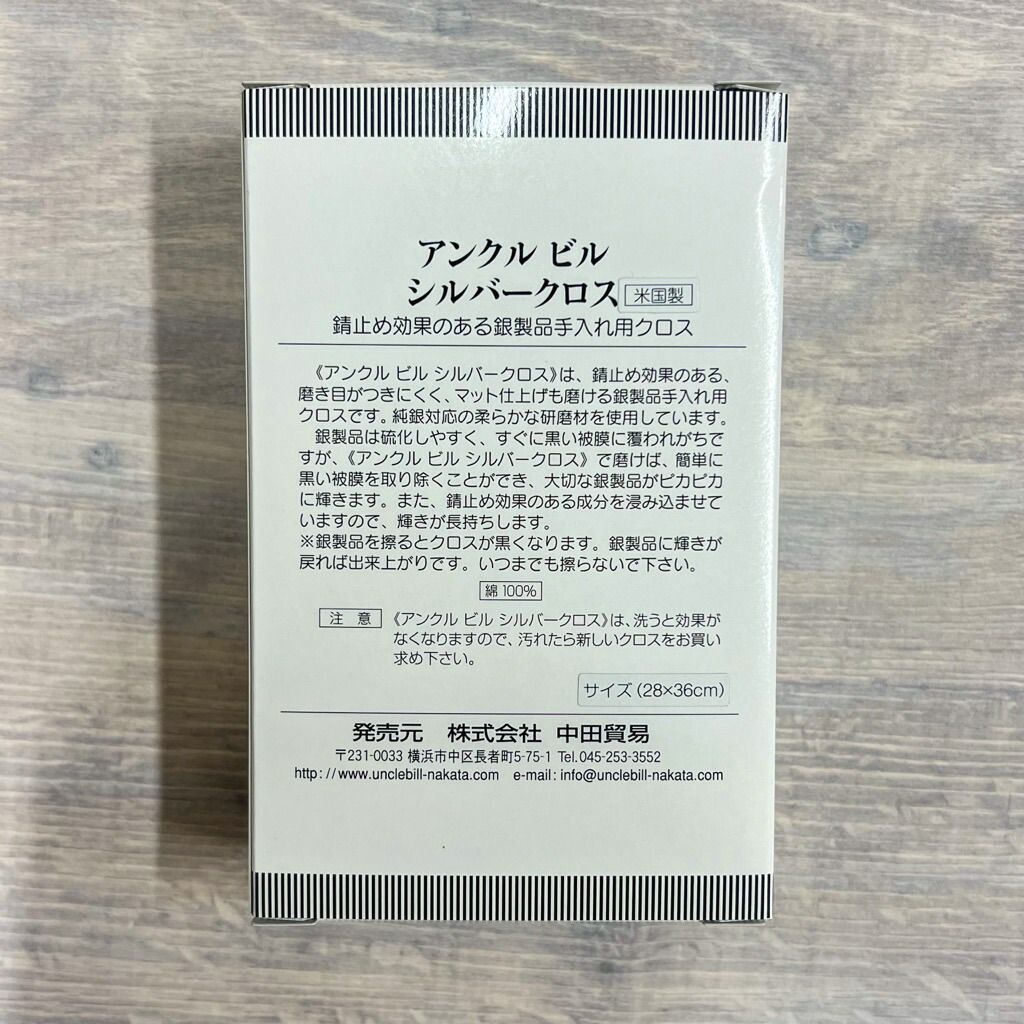 アンクル ビル
シルバークロス 米国製
錆止め効果のある銀製品手入れ用クロス
《アンクル ビル シルバークロス》は、錆止め効果のある、
磨き目がつきにくく、マット仕上げも磨ける銀製品手入れ用
クロスです。純銀対応の柔らかな研磨材を使用しています。
銀製品は硫化しやすく、すぐに黒い被膜に覆われがちで
すが、《アンクル ビル シルバークロス》で磨けば、簡単に
黒い被膜を取り除くことができ、大切な銀製品がピカピカ
に輝きます。また、錆止め効果のある成分を浸み込ませて
いますので、輝きが長持ちします。
※銀製品を擦るとクロスが黒くなります。銀製品に輝きが
戻れば出来上がりです。いつまでも擦らないで下さい。
綿100%
注 意 《アンクル ビル シルバークロス》は、洗うと効果が
なくなりますので、汚れたら新しいクロスをお買い
求め下さい。
サイズ(28×36cm)
発売元 株式会社 中田貿易
〒231-0033 横浜市中区長者町5-75-1 Tel.045-253-3552
http://www.unclebill-nakata.com e-mail:info@unclebill-nakata.com